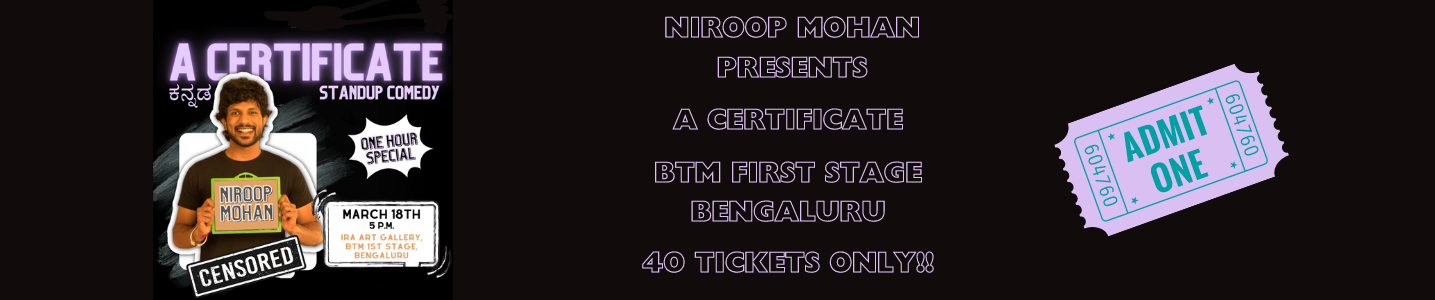 A CERTIFICATE
ಕನ್ನಡ STANDUP COMEDY
ONE HOUR
SPECIAL
NIROOP
MOHAN
MARCH 18TH
5 P.M.
IRA ART GALLERY,
BTM 1ST STAGE,
BENGALURU
CENSORED
NIROOP MOHAN
PRESENTS
A CERTIFICATE
BTM FIRST STAGE
BENGALURU
40 TICKETS ONLY!!
604760
ADMIT
ONE
604760